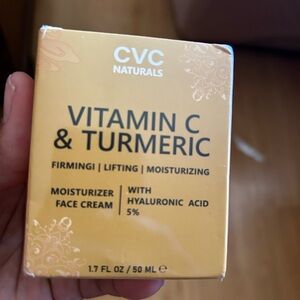 CVC
NATURALS
VITAMIN C
& TURMERIC
FIRMINGI | LIFTING | MOISTURIZING
MOISTURIZER
FACE CREAM
WITH
HYALURONIC ACID
5%
1.7 FL OZ / 50 ML ℮